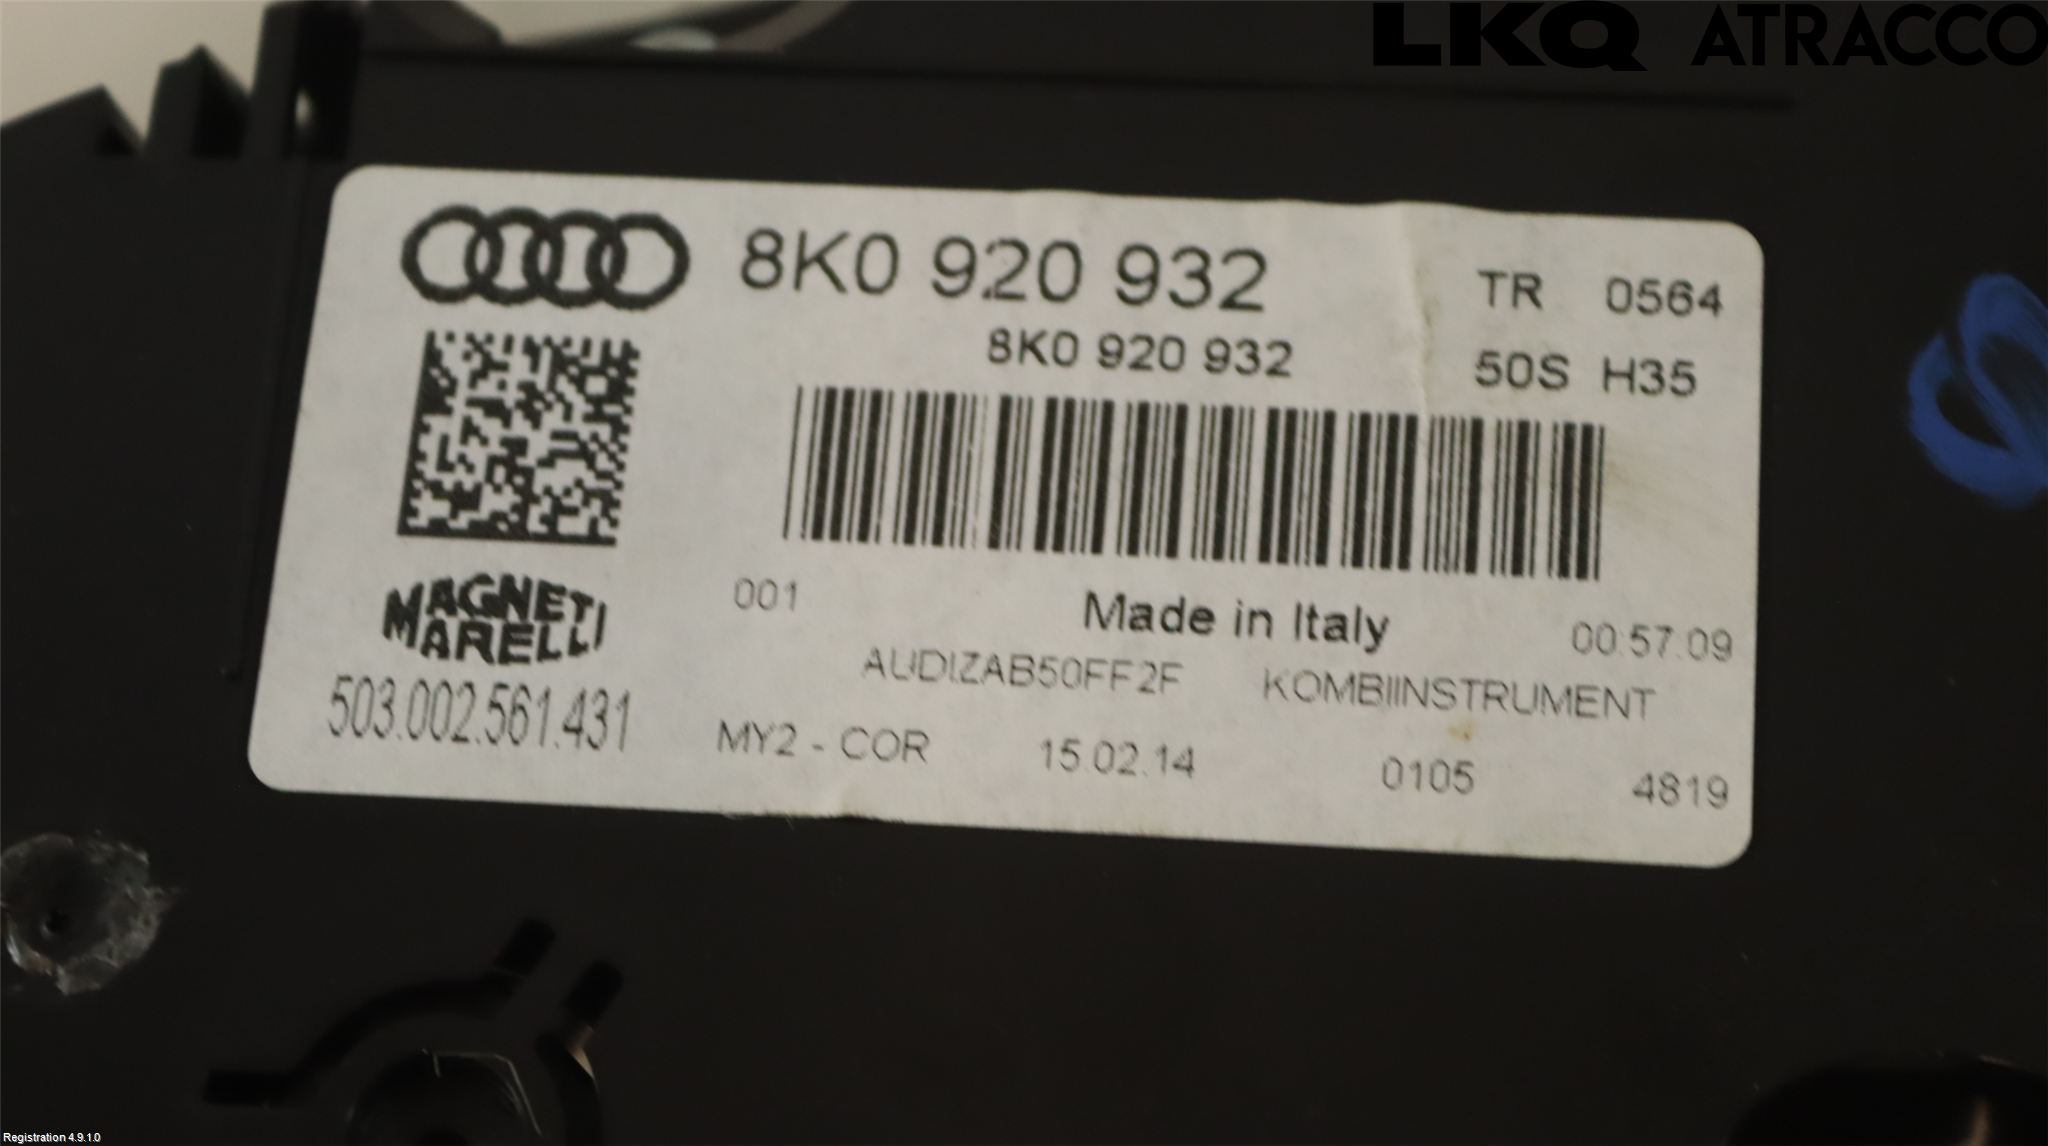 LKQ ATRACCO
8K0 920 932
TR 0564
8K0 920 932
50S H35
MAGNETI
MARELLI
503.002.561.431
001
Made in Italy
00:57:09
AUDIZAB50FF2F KOMBIINSTRUMENT
MY2 - COR 15.02.14 0105 4819
Registration 4.9.1.0